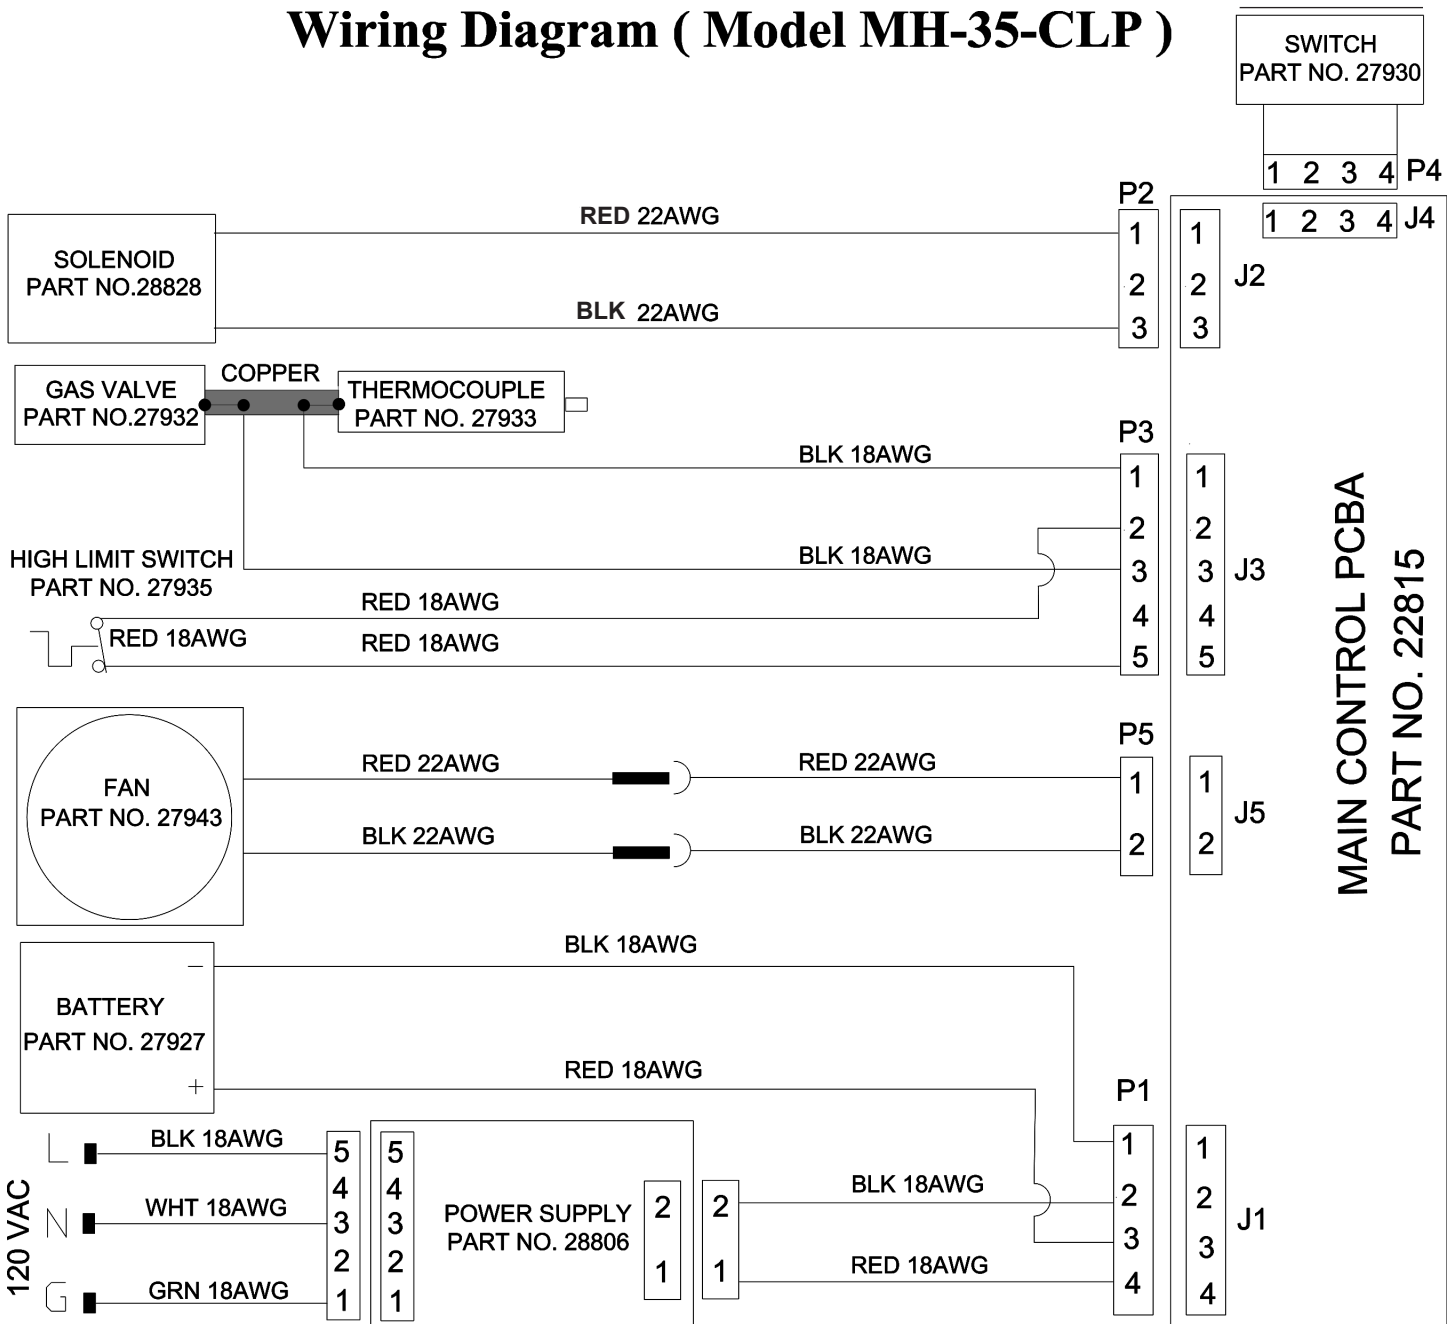 Wiring Diagram ( Model MH-35-CLP )
SWITCH
PART NO. 27930
1 2 3 4 P4
1 2 3 4 J4
SOLENOID
PART NO.28828
RED 22AWG
BLK 22AWG
P2
1
2
3
1
2
3
J2
GAS VALVE
PART NO.27932
COPPER
THERMOCOUPLE
PART NO. 27933
BLK 18AWG
BLK 18AWG
P3
1
2
3
4
5
1
2
3
4
5
J3
HIGH LIMIT SWITCH
PART NO. 27935
RED 18AWG
RED 18AWG
RED 18AWG
MAIN CONTROL PCBA
PART NO. 22815
FAN
PART NO. 27943
RED 22AWG
RED 22AWG
BLK 22AWG
BLK 22AWG
P5
1
2
1
2
J5
BATTERY
PART NO. 27927
−
+
BLK 18AWG
RED 18AWG
P1
1
2
3
4
1
2
3
4
J1
120 VAC
L
N
G
BLK 18AWG
WHT 18AWG
GRN 18AWG
5
4
3
2
1
5
4
3
2
1
POWER SUPPLY
PART NO. 28806
2
1
2
1
BLK 18AWG
RED 18AWG